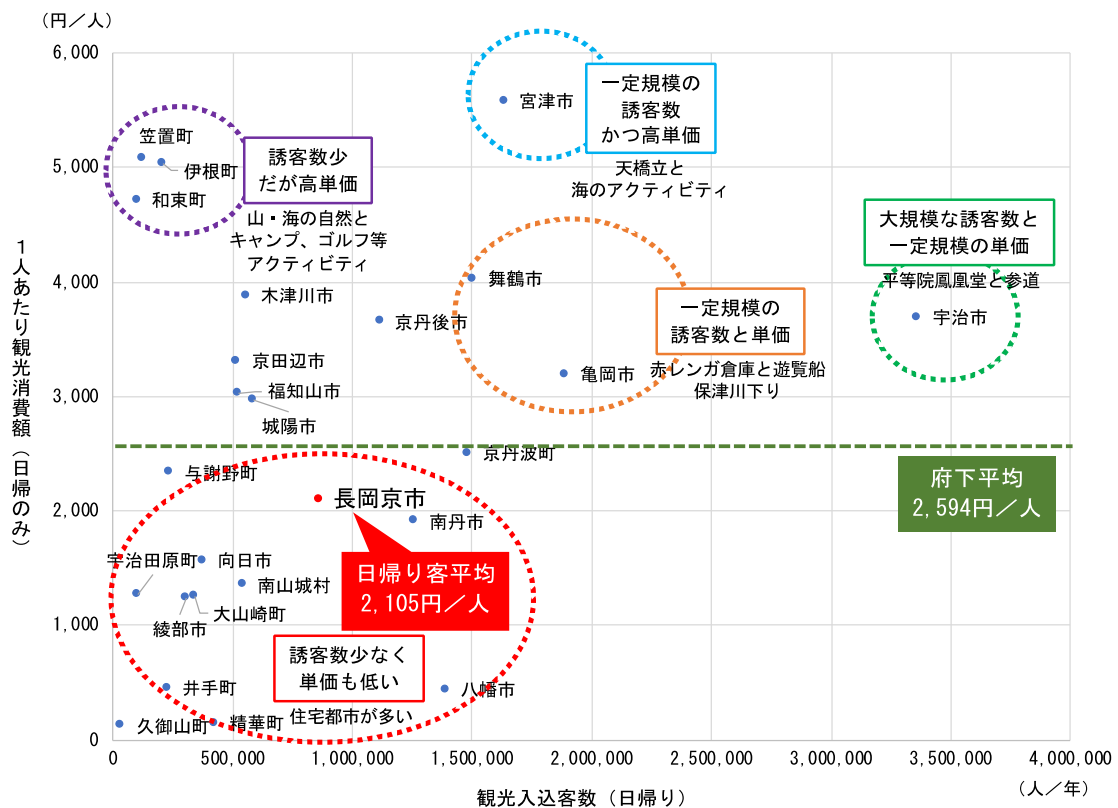 （円／人）
6,000
5,000
4,000
3,000
2,000
1,000
0
１人あたり観光消費額（日帰のみ）
宮津市
一定規模の
誘客数
かつ高単価
天橋立と
海のアクティビティ
笠置町
伊根町
和束町
誘客数少
だが高単価
山・海の自然と
キャンプ、ゴルフ等
アクティビティ
大規模な誘客数と
一定規模の単価
平等院鳳凰堂と参道
宇治市
舞鶴市
一定規模の
誘客数と単価
赤レンガ倉庫と遊覧船
保津川下り
亀岡市
木津川市
京丹後市
京田辺市
福知山市
城陽市
京丹波町
府下平均
2,594円／人
与謝野町
長岡京市
南丹市
日帰り客平均
2,105円／人
宇治田原町
向日市
南山城村
大山崎町
綾部市
誘客数少なく
単価も低い
住宅都市が多い
井手町
八幡市
久御山町
精華町
0
500,000
1,000,000
1,500,000
2,000,000
2,500,000
3,000,000
3,500,000
4,000,000
（人／年）
観光入込客数（日帰り）